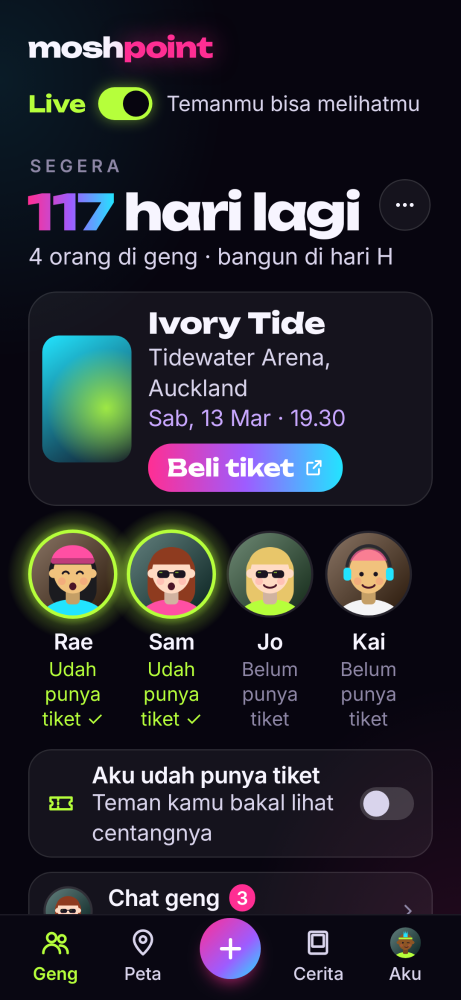 moshpoint
Live
Temanmu bisa melihatmu
SEGERA
117 hari lagi
4 orang di geng · bangun di hari H
Ivory Tide
Tidewater Arena,
Auckland
Sab, 13 Mar · 19.30
Beli tiket
Rae
Udah
punya
tiket ✓
Sam
Udah
punya
tiket ✓
Jo
Belum
punya
tiket
Kai
Belum
punya
tiket
Aku udah punya tiket
Teman kamu bakal lihat
centangnya
Chat geng 3
Geng
Peta
Cerita
Aku